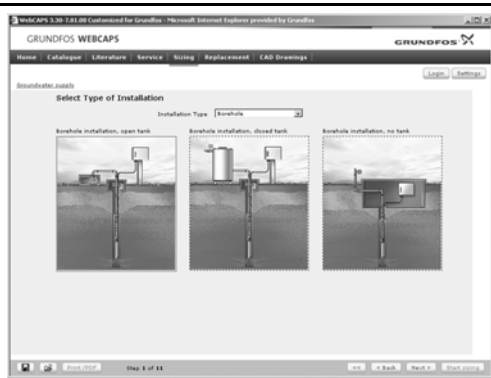 WebCAPS 3.30-7.01.00 Customized for Grundfos - Microsoft Internet Explorer provided by Grundfos
GRUNDFOS WEBCAPS
GRUNDFOS
Home Catalogue Literature Service Sizing Replacement CAD Drawings
Login Settings
Groundwater supply
Select Type of Installation
Installation Type Borehole
Borehole installation, open tank Borehole installation, closed tank Borehole installation, no tank
Print/PDF Step 1 of 11 << < Back Next > Start sizing